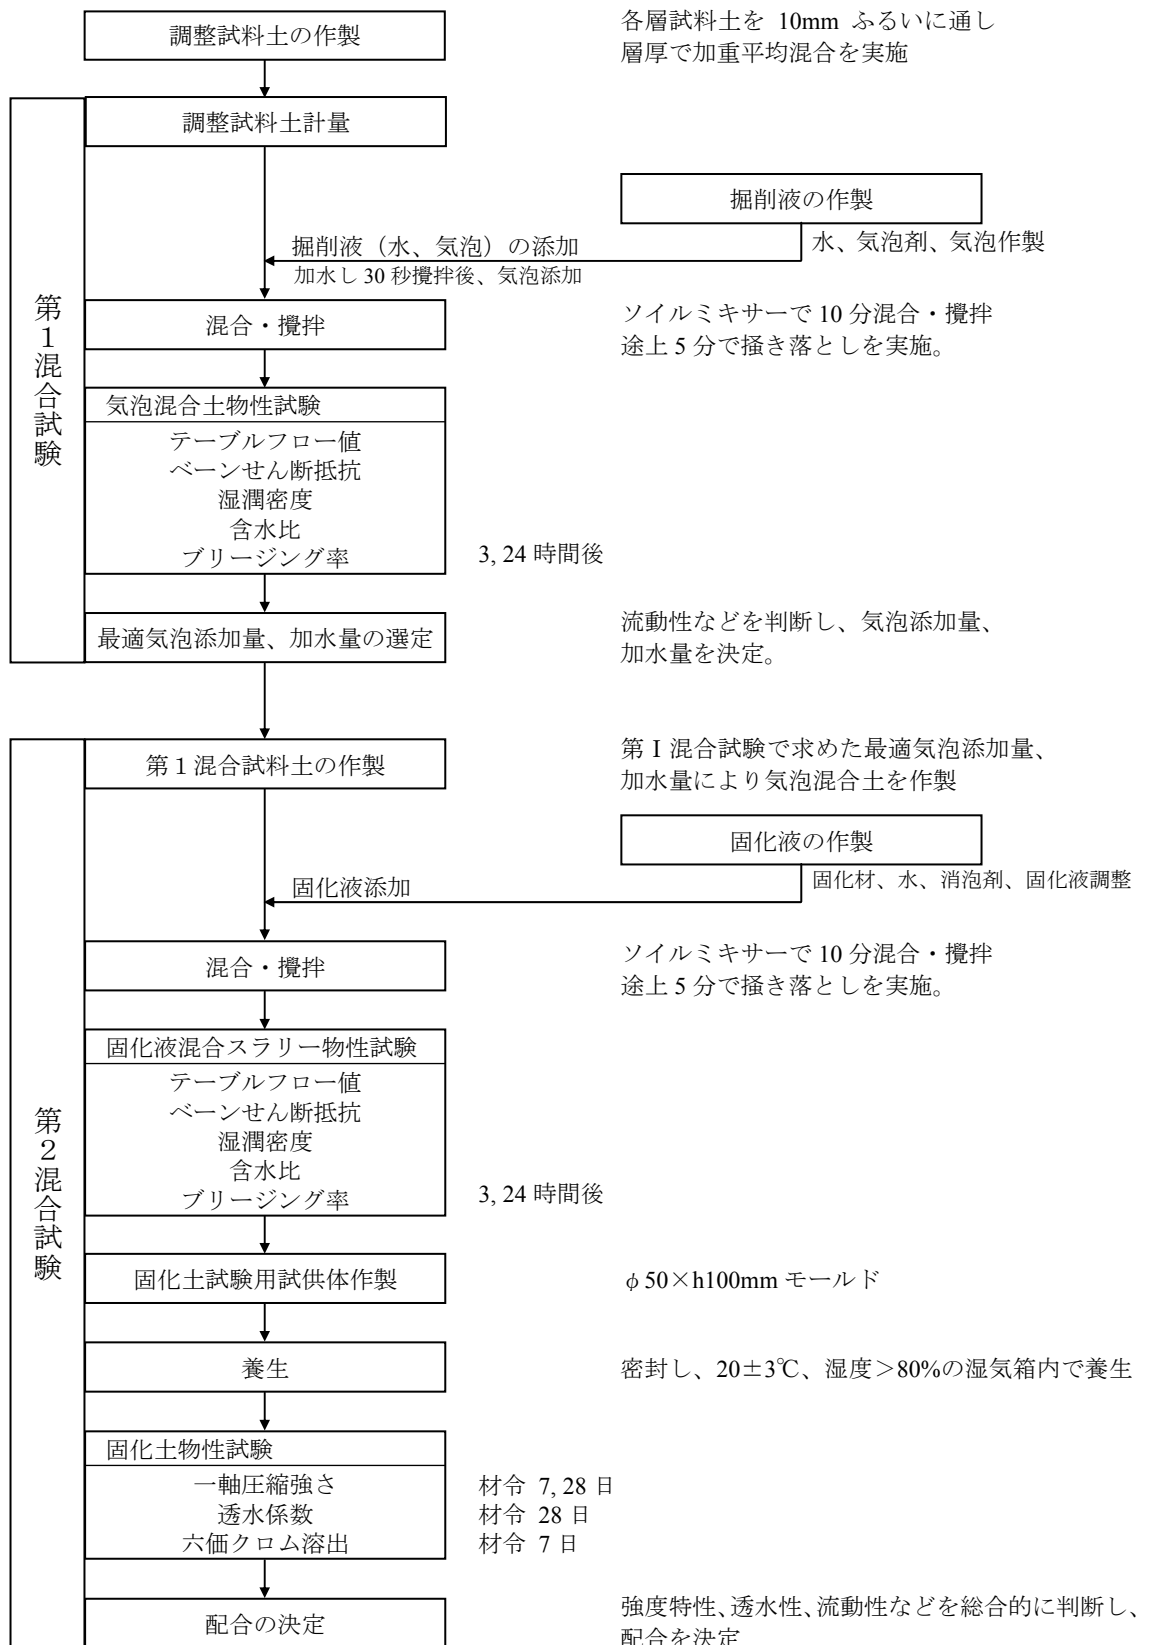 調整試料土の作製
各層試料土を 10mm ふるいに通し
層厚で加重平均混合を実施
第1混合試験
調整試料土計量
掘削液の作製
水、気泡剤、気泡作製
掘削液（水、気泡）の添加
加水し 30 秒攪拌後、気泡添加
混合・攪拌
ソイルミキサーで 10 分混合・攪拌
途上 5 分で掻き落としを実施。
気泡混合土物性試験
テーブルフロー値
ベーンせん断抵抗
湿潤密度
含水比
ブリージング率
3, 24 時間後
最適気泡添加量、加水量の選定
流動性などを判断し、気泡添加量、
加水量を決定。
第2混合試験
第１混合試料土の作製
第Ⅰ混合試験で求めた最適気泡添加量、
加水量により気泡混合土を作製
固化液の作製
固化材、水、消泡剤、固化液調整
固化液添加
混合・攪拌
ソイルミキサーで 10 分混合・攪拌
途上 5 分で掻き落としを実施。
固化液混合スラリー物性試験
テーブルフロー値
ベーンせん断抵抗
湿潤密度
含水比
ブリージング率
3, 24 時間後
固化土試験用試供体作製
φ50×h100mm モールド
養生
密封し、20±3℃、湿度＞80%の湿気箱内で養生
固化土物性試験
一軸圧縮強さ
材令 7, 28 日
透水係数
材令 28 日
六価クロム溶出
材令 7 日
配合の決定
強度特性、透水性、流動性などを総合的に判断し、
配合を決定